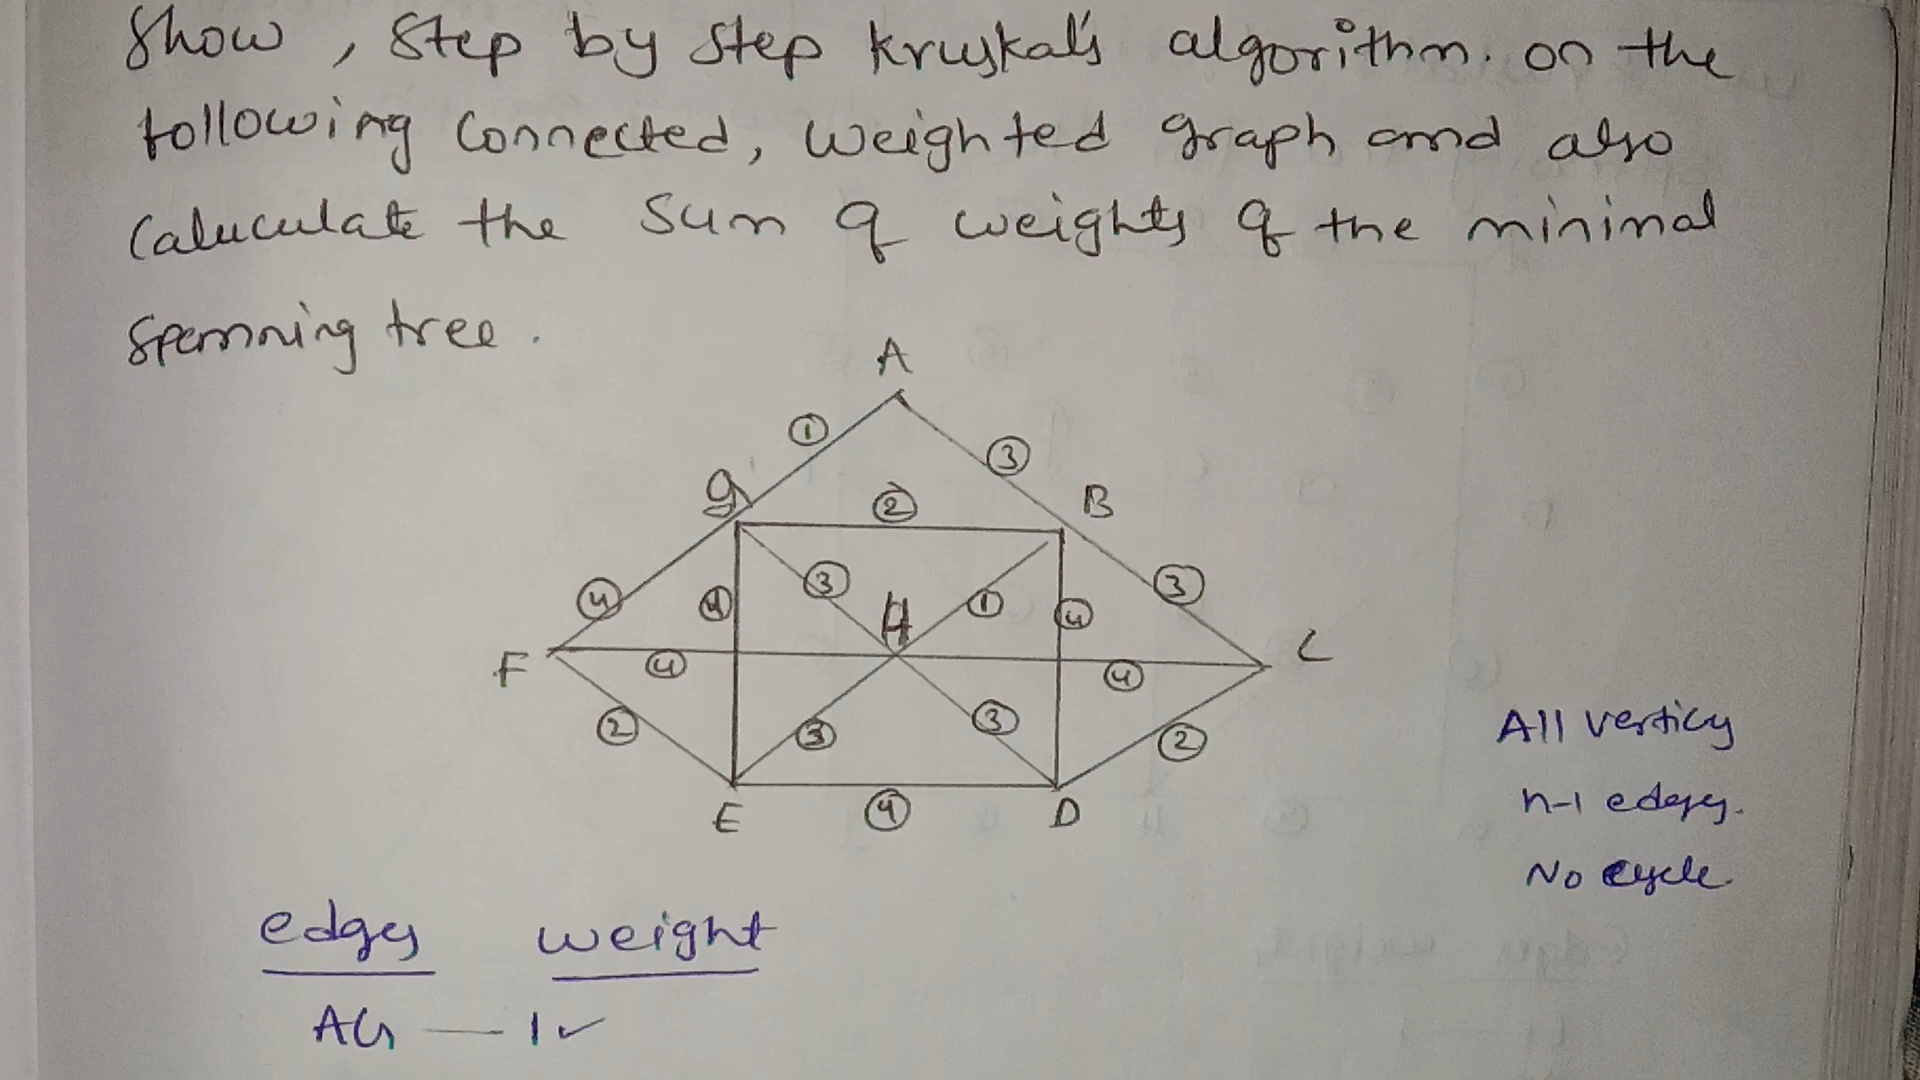 Show, Step by step Kruskal's algorithm. on the
following Connected, Weighted graph and also
Caluculate the Sum of weights of the minimal
Spanning tree.
A
1
3
G
2
B
4
4
3
H
1
4
3
F
4
4
C
2
3
3
2
E
4
D
All vertices
n-1 edges.
No cycle
edges weight
AG — 1 ✓